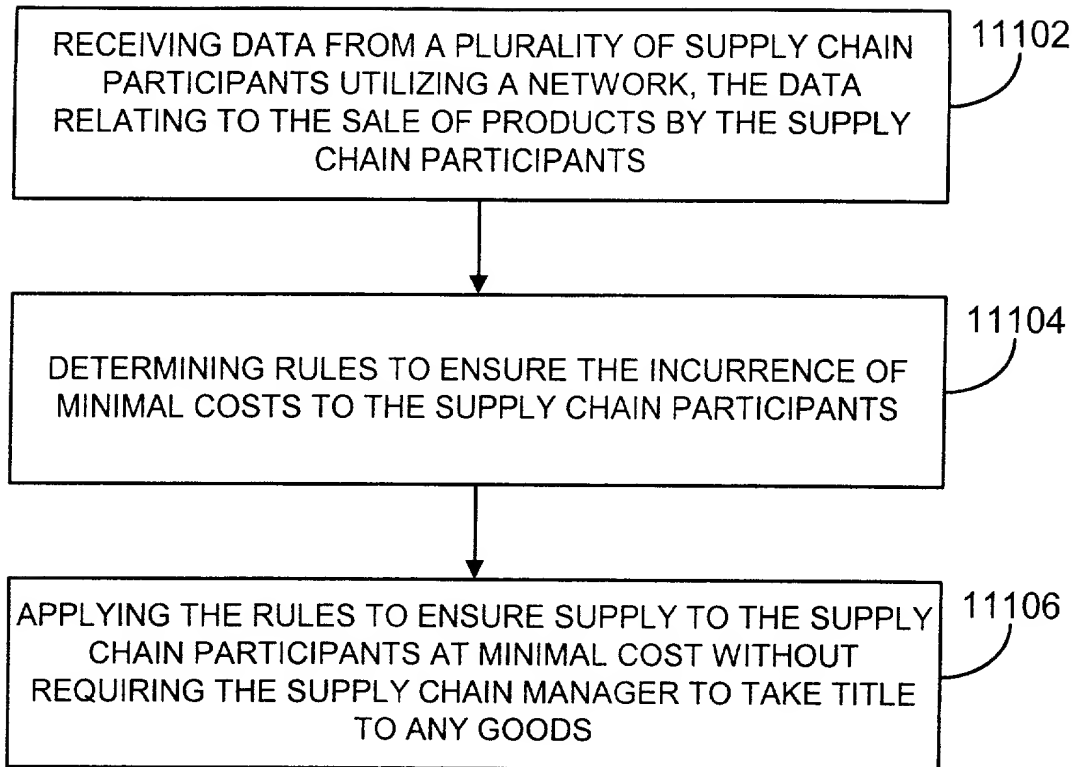 RECEIVING DATA FROM A PLURALITY OF SUPPLY CHAIN
PARTICIPANTS UTILIZING A NETWORK, THE DATA
RELATING TO THE SALE OF PRODUCTS BY THE SUPPLY
CHAIN PARTICIPANTS
11102
DETERMINING RULES TO ENSURE THE INCURRENCE OF
MINIMAL COSTS TO THE SUPPLY CHAIN PARTICIPANTS
11104
APPLYING THE RULES TO ENSURE SUPPLY TO THE SUPPLY
CHAIN PARTICIPANTS AT MINIMAL COST WITHOUT
REQUIRING THE SUPPLY CHAIN MANAGER TO TAKE TITLE
TO ANY GOODS
11106